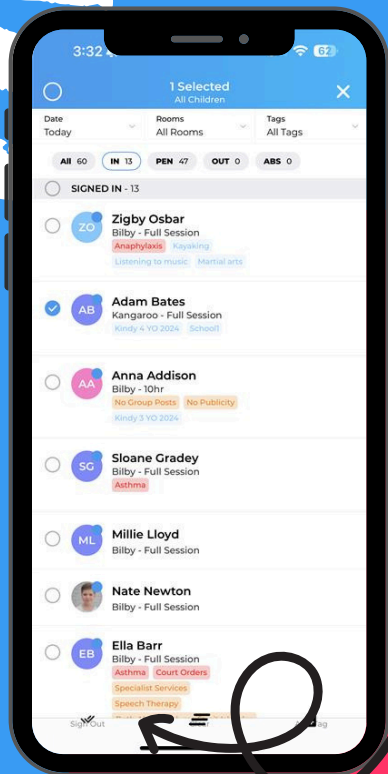 3:32
62
1 Selected
All Children
Date
Rooms
Tags
Today
All Rooms
All Tags
All 60
IN 13
PEN 47
OUT 0
ABS 0
SIGNED IN - 13
ZO
Zigby Osbar
Bilby - Full Session
Anaphylaxis
Kayaking
Listening to music
Martial arts
AB
Adam Bates
Kangaroo - Full Session
Kindy 4 YO 2024
School1
AA
Anna Addison
Bilby - 10hr
No Group Posts
No Publicity
Kindy 3 YO 2024
SG
Sloane Gradey
Bilby - Full Session
Asthma
ML
Millie Lloyd
Bilby - Full Session
Nate Newton
Bilby - Full Session
EB
Ella Barr
Bilby - Full Session
Asthma
Court Orders
Specialist Services
Speech Therapy
Sign Out